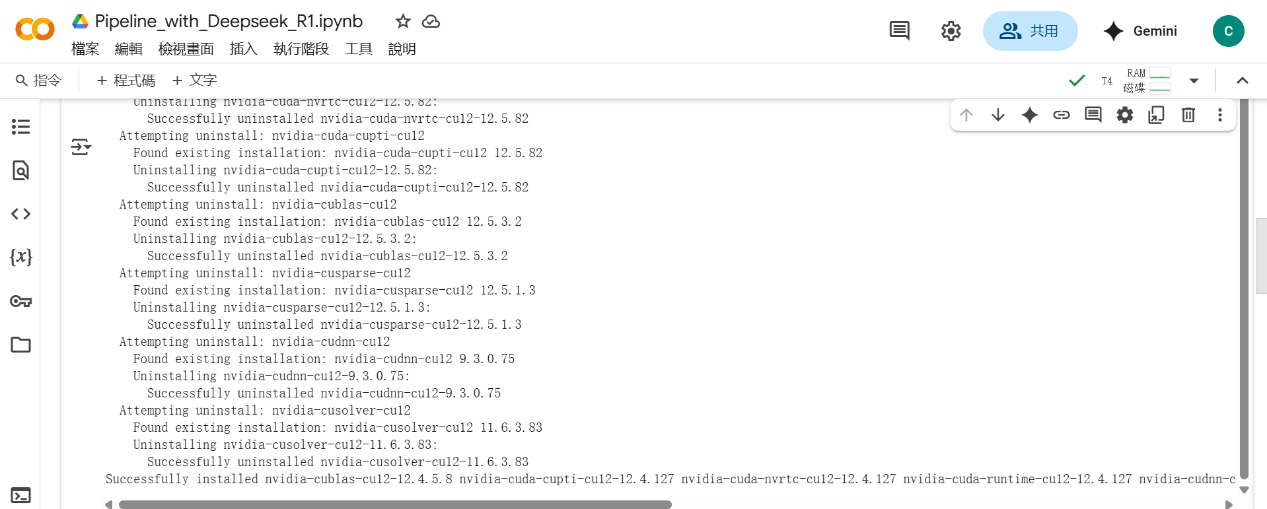 Pipeline_with_Deepseek_R1.ipynb
檔案 編輯 檢視畫面 插入 執行階段 工具 說明
共用
Gemini
C
指令 + 程式碼 + 文字
T4
RAM
磁碟
Uninstalling nvidia-cuda-nvrtc-cu12-12.5.82:
Successfully uninstalled nvidia-cuda-nvrtc-cu12-12.5.82
Attempting uninstall: nvidia-cuda-cupti-cu12
Found existing installation: nvidia-cuda-cupti-cu12 12.5.82
Uninstalling nvidia-cuda-cupti-cu12-12.5.82:
Successfully uninstalled nvidia-cuda-cupti-cu12-12.5.82
Attempting uninstall: nvidia-cublas-cu12
Found existing installation: nvidia-cublas-cu12 12.5.3.2
Uninstalling nvidia-cublas-cu12-12.5.3.2:
Successfully uninstalled nvidia-cublas-cu12-12.5.3.2
Attempting uninstall: nvidia-cusparse-cu12
Found existing installation: nvidia-cusparse-cu12 12.5.1.3
Uninstalling nvidia-cusparse-cu12-12.5.1.3:
Successfully uninstalled nvidia-cusparse-cu12-12.5.1.3
Attempting uninstall: nvidia-cudnn-cu12
Found existing installation: nvidia-cudnn-cu12 9.3.0.75
Uninstalling nvidia-cudnn-cu12-9.3.0.75:
Successfully uninstalled nvidia-cudnn-cu12-9.3.0.75
Attempting uninstall: nvidia-cusolver-cu12
Found existing installation: nvidia-cusolver-cu12 11.6.3.83
Uninstalling nvidia-cusolver-cu12-11.6.3.83:
Successfully uninstalled nvidia-cusolver-cu12-11.6.3.83
Successfully installed nvidia-cublas-cu12-12.4.5.8 nvidia-cuda-cupti-cu12-12.4.127 nvidia-cuda-nvrtc-cu12-12.4.127 nvidia-cuda-runtime-cu12-12.4.127 nvidia-cudnn-c